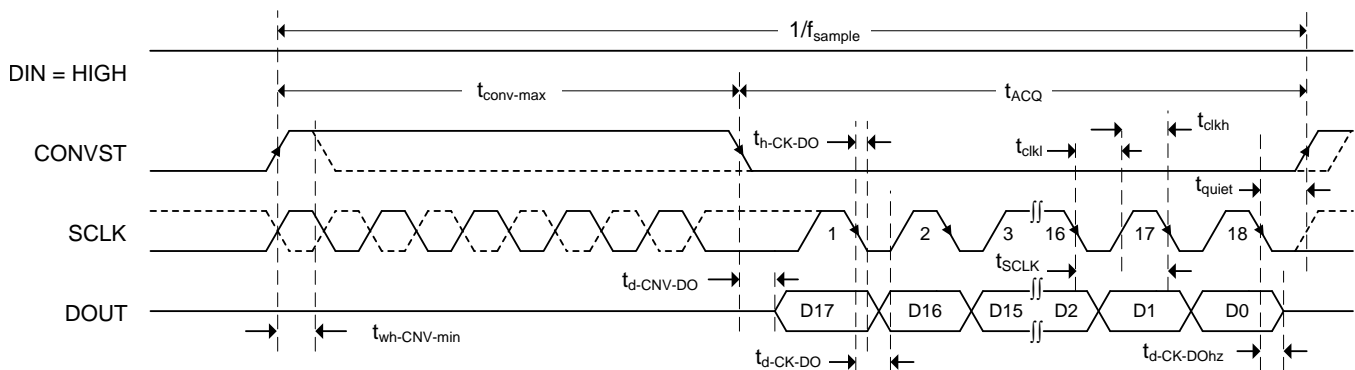 1/fsample
DIN = HIGH
tconv-max
tACQ
CONVST
th-CK-DO
tclkl
tclkh
tquiet
SCLK
1 2 3 16 17 18
tSCLK
td-CNV-DO
DOUT
D17 D16 D15 D2 D1 D0
twh-CNV-min
td-CK-DO
td-CK-DOhz